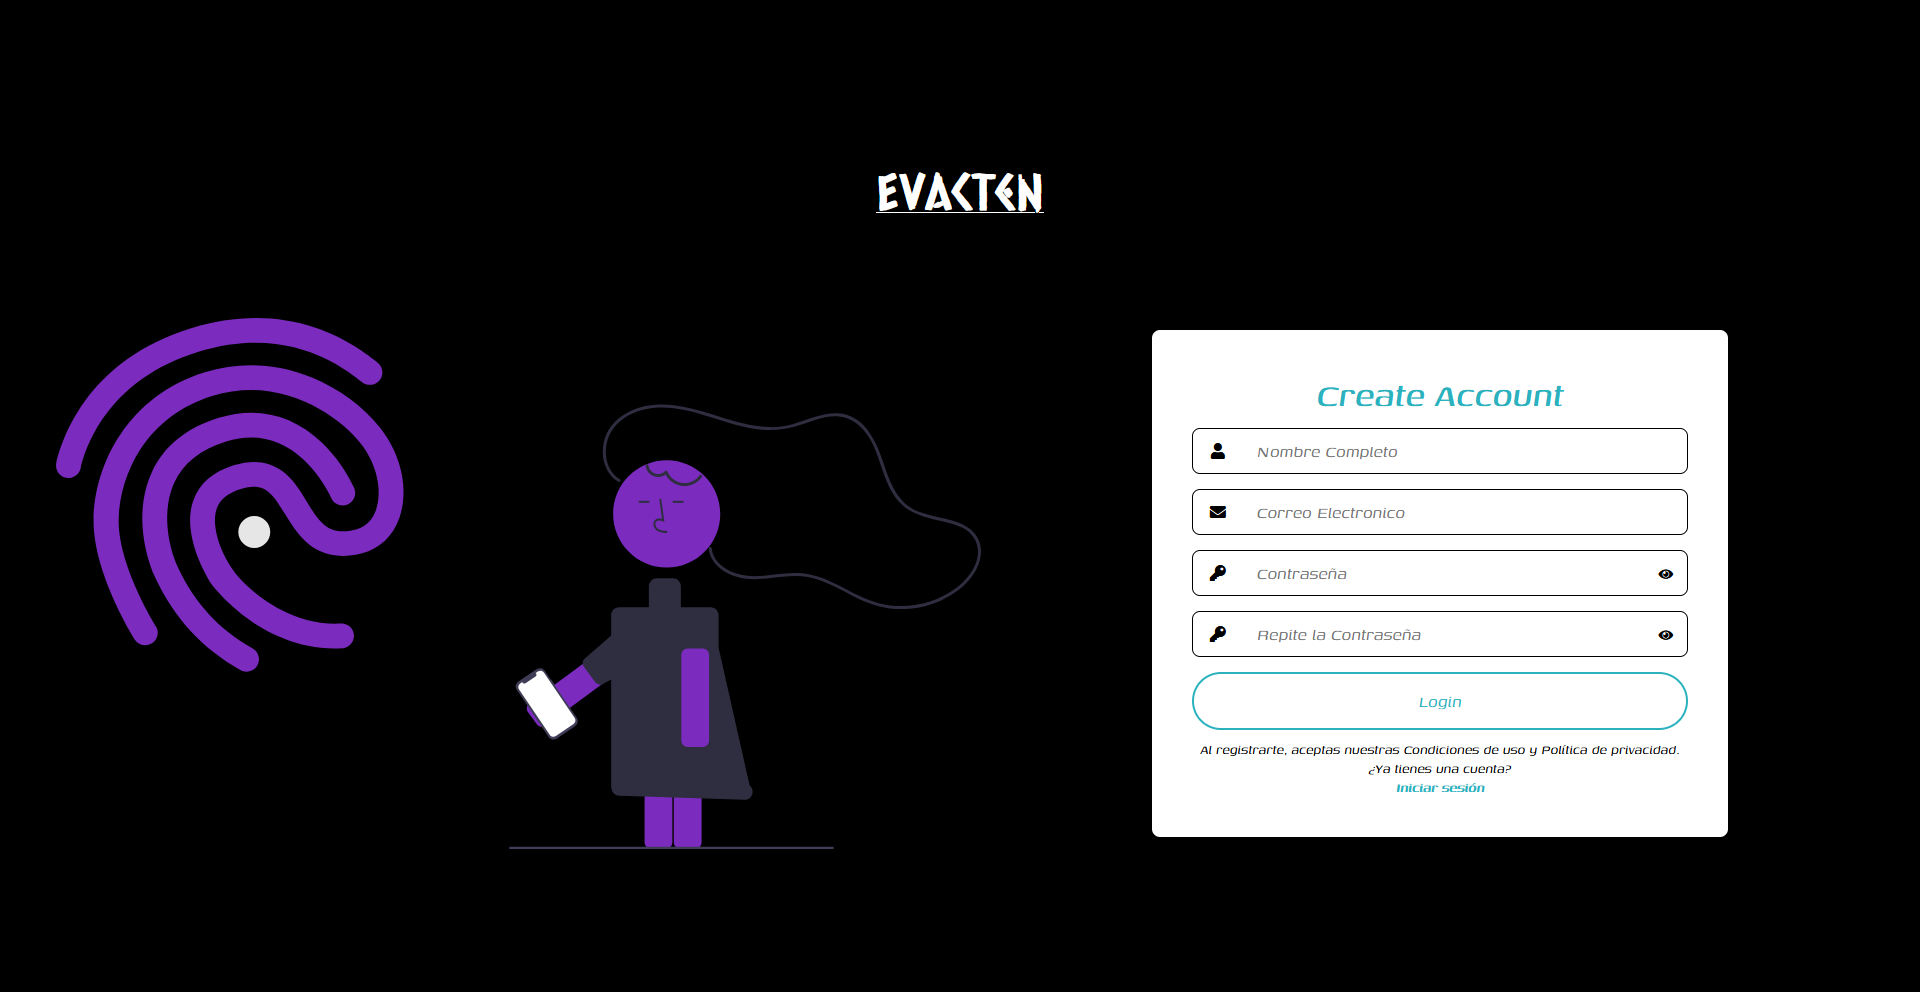 EVACTEN
Create Account
Nombre Completo
Correo Electronico
Contraseña
Repite la Contraseña
Login
Al registrarte, aceptas nuestras Condiciones de uso y Política de privacidad.
¿Ya tienes una cuenta?
Iniciar sesión